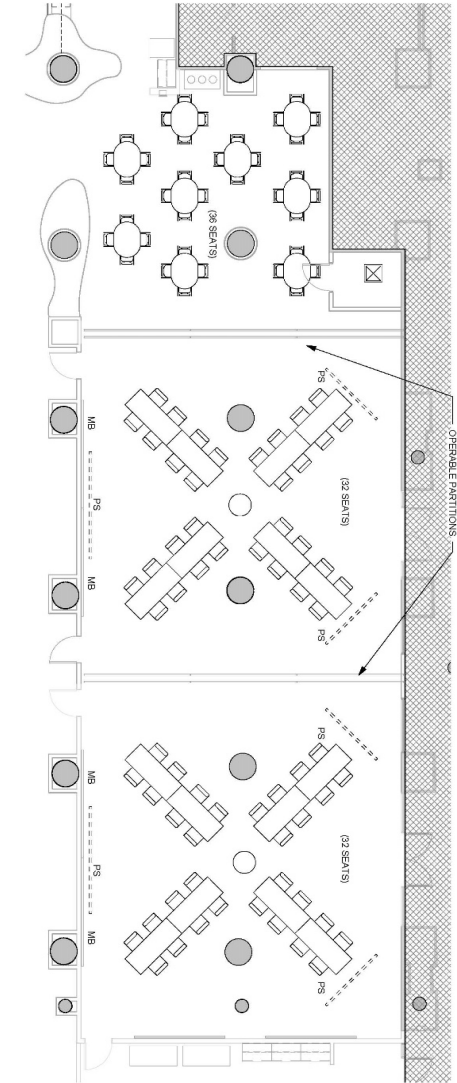 (36 SEATS)
PS
MB
OPERABLE PARTITIONS
(32 SEATS)
PS
MB
PS
PS
MB
(32 SEATS)
PS
MB
PS